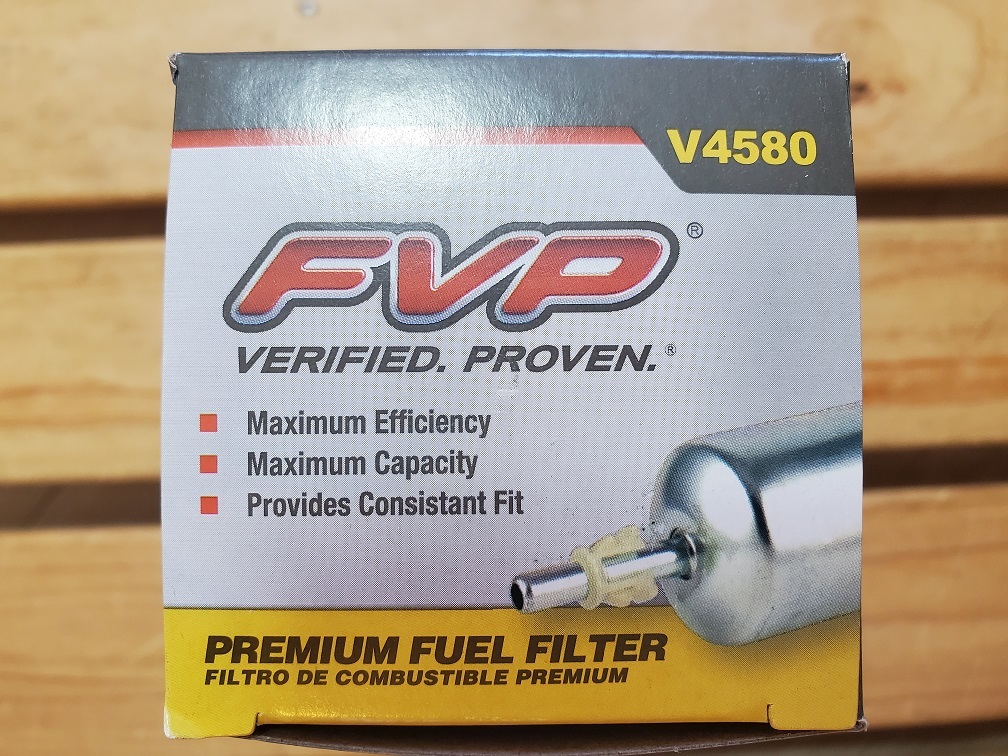 V4580
FVP®
VERIFIED. PROVEN.®
Maximum Efficiency
Maximum Capacity
Provides Consistant Fit
PREMIUM FUEL FILTER
FILTRO DE COMBUSTIBLE PREMIUM